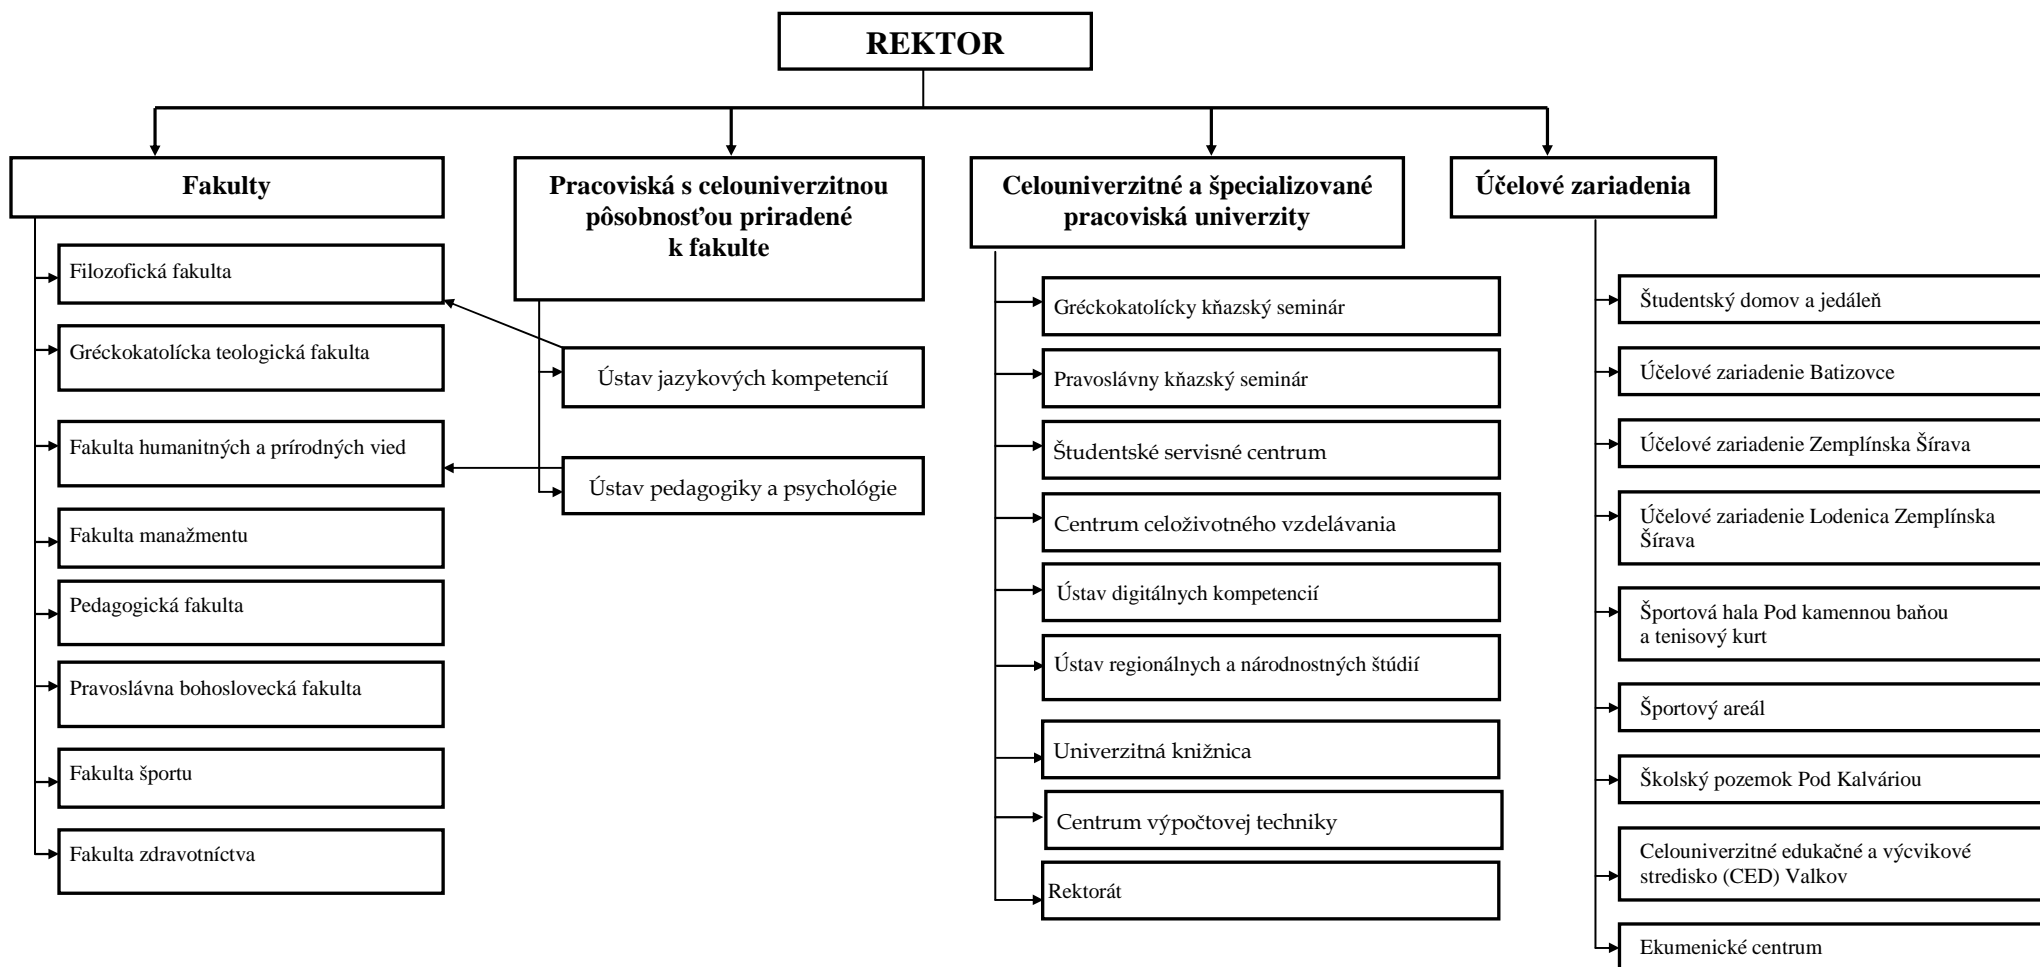 REKTOR
Fakulty
Filozofická fakulta
Gréckokatolícka teologická fakulta
Fakulta humanitných a prírodných vied
Fakulta manažmentu
Pedagogická fakulta
Pravoslávna bohoslovecká fakulta
Fakulta športu
Fakulta zdravotníctva
Pracoviská s celouniverzitnou
pôsobnosťou priradené
k fakulte
Ústav jazykových kompetencií
Ústav pedagogiky a psychológie
Celouniverzitné a špecializované
pracoviská univerzity
Gréckokatolícky kňazský seminár
Pravoslávny kňazský seminár
Študentské servisné centrum
Centrum celoživotného vzdelávania
Ústav digitálnych kompetencií
Ústav regionálnych a národnostných štúdií
Univerzitná knižnica
Centrum výpočtovej techniky
Rektorát
Účelové zariadenia
Študentský domov a jedáleň
Účelové zariadenie Batizovce
Účelové zariadenie Zemplínska Šírava
Účelové zariadenie Lodenica Zemplínska
Šírava
Športová hala Pod kamennou baňou
a tenisový kurt
Športový areál
Školský pozemok Pod Kalváriou
Celouniverzitné edukačné a výcvikové
stredisko (CED) Valkov
Ekumenické centrum